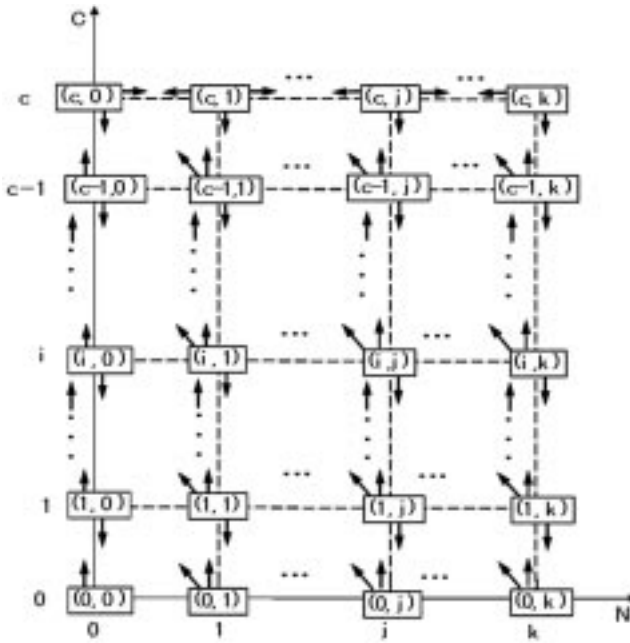 C
...
...
c (c, 0) (c, 1) (c, j) (c, k)
...
...
c-1 (c-1,0) (c-1,1) (c-1, j) (c-1, k)
...
...
i (i, 0) (i, 1) (i,j) (i,k)
...
...
1 (1, 0) (1, 1) (1, j) (1, k)
...
...
0 (0, 0) (0, 1) (0, j) (0, k) N
0 1 j k